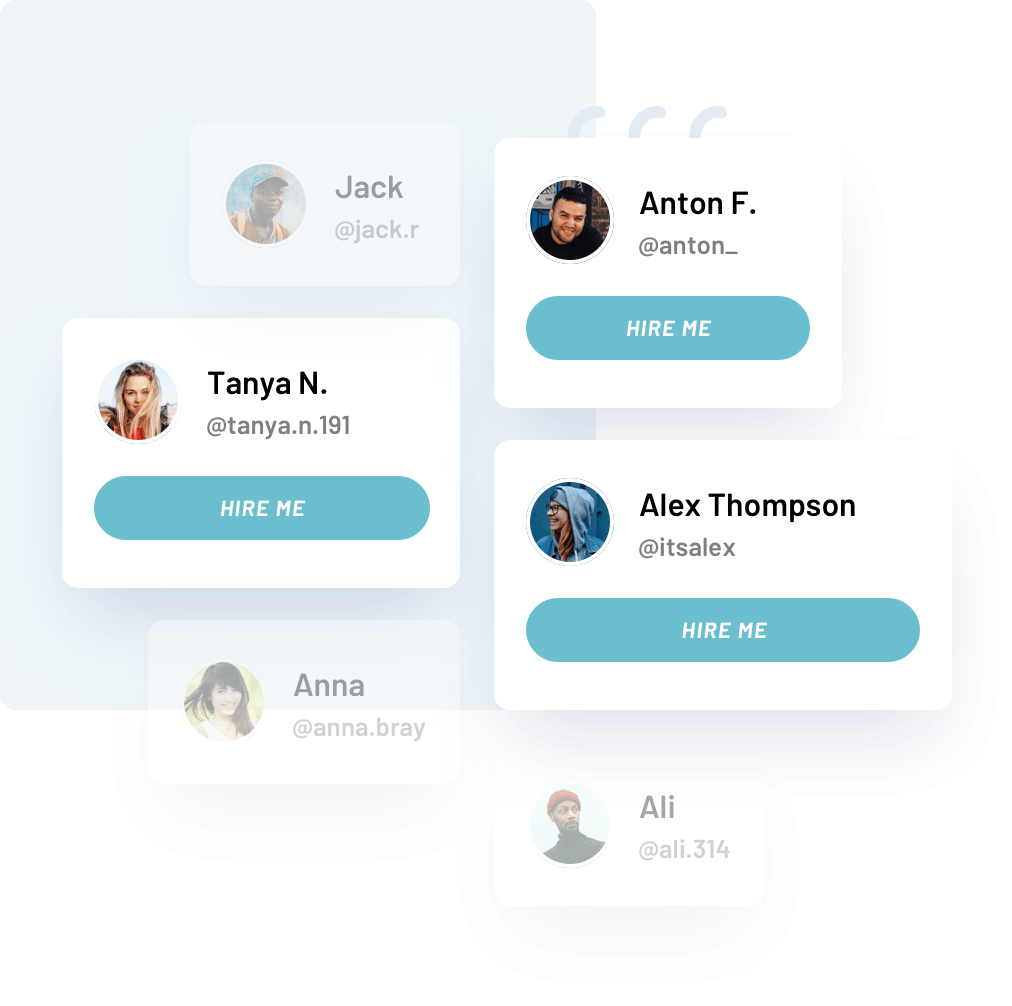 Jack
@jack.r
Anton F.
@anton_
HIRE ME
Tanya N.
@tanya.n.191
HIRE ME
Alex Thompson
@itsalex
HIRE ME
Anna
@anna.bray
Ali
@ali.314